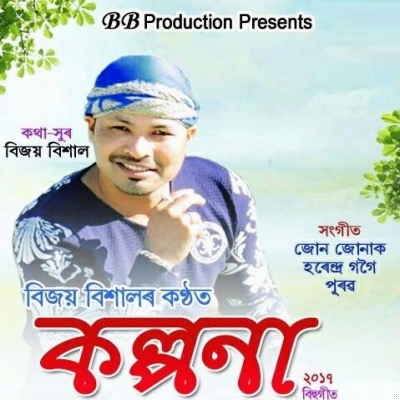 BB Production Presents
কথা-সুৰ
বিজয় বিশাল
সংগীত
জোন জোনাক
হৰেন্দ্ৰ গগৈ
পূৰৱ
বিজয় বিশালৰ কণ্ঠত
কল্পনা
২০১৭
বিহুগীত